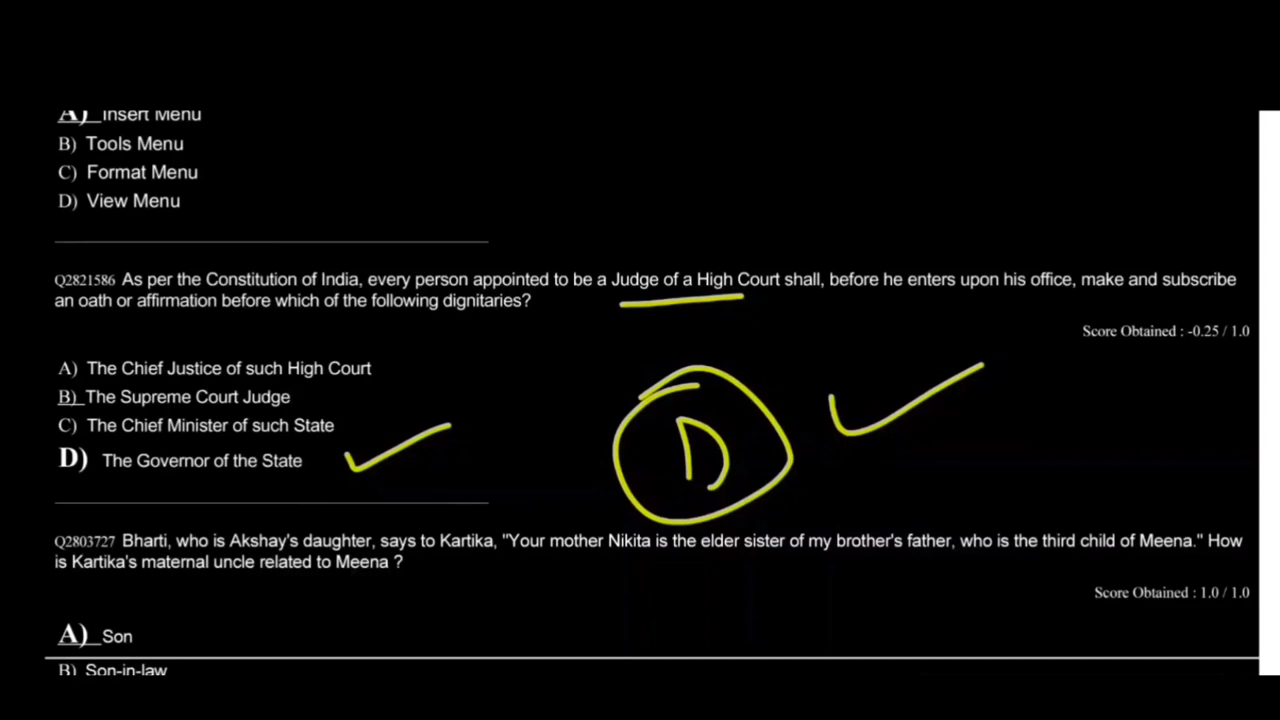 A) Insert Menu
B) Tools Menu
C) Format Menu
D) View Menu
Q2821586 As per the Constitution of India, every person appointed to be a Judge of a High Court shall, before he enters upon his office, make and subscribe
an oath or affirmation before which of the following dignitaries?
Score Obtained : -0.25 / 1.0
A) The Chief Justice of such High Court
B) The Supreme Court Judge
C) The Chief Minister of such State
D) The Governor of the State
D
Q2803727 Bharti, who is Akshay's daughter, says to Kartika, "Your mother Nikita is the elder sister of my brother's father, who is the third child of Meena." How
is Kartika's maternal uncle related to Meena ?
Score Obtained : 1.0 / 1.0
A) Son
B) Son-in-law